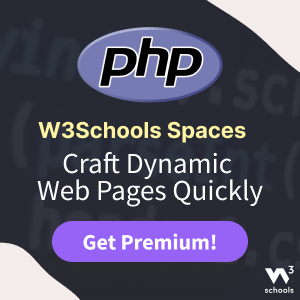 php
W3Schools Spaces
Craft Dynamic
Web Pages Quickly
Get Premium!
w3
schools